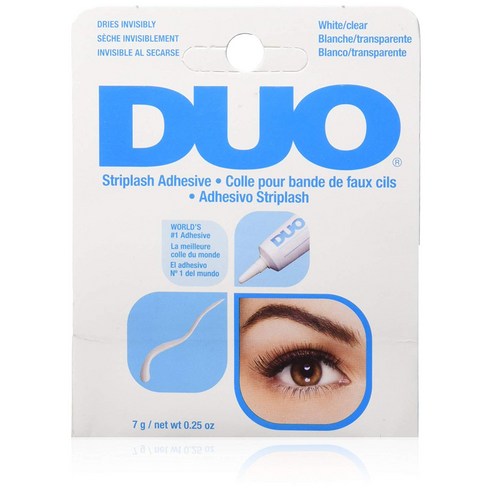 DRIES INVISIBLY
SÈCHE INVISIBLEMENT
INVISIBLE AL SECARSE
White/clear
Blanche/transparente
Blanco/transparente
DUO®
Striplash Adhesive • Colle pour bande de faux cils
• Adhesivo Striplash
WORLD'S
#1 Adhesive
La meilleure
colle du monde
El adhesivo
Nº 1 del mundo
DUO
7 g / net wt 0.25 oz